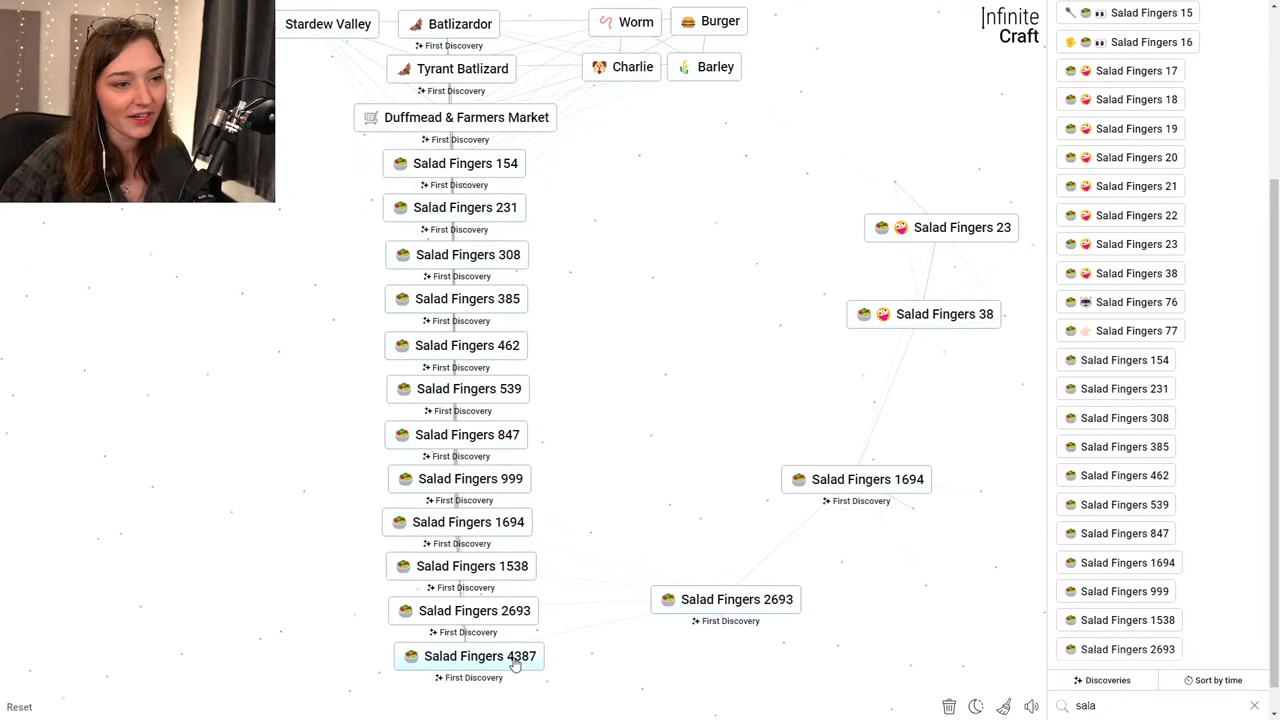 Stardew Valley
Batlizardor
First Discovery
Tyrant Batlizard
First Discovery
Worm
Burger
Charlie
Barley
Infinite
Craft
Duffmead & Farmers Market
First Discovery
Salad Fingers 154
First Discovery
Salad Fingers 231
First Discovery
Salad Fingers 308
First Discovery
Salad Fingers 385
First Discovery
Salad Fingers 462
First Discovery
Salad Fingers 539
First Discovery
Salad Fingers 847
First Discovery
Salad Fingers 999
First Discovery
Salad Fingers 1694
First Discovery
Salad Fingers 1538
First Discovery
Salad Fingers 2693
First Discovery
Salad Fingers 4387
First Discovery
Salad Fingers 23
Salad Fingers 38
Salad Fingers 1694
First Discovery
Salad Fingers 2693
First Discovery
Salad Fingers 15
Salad Fingers 16
Salad Fingers 17
Salad Fingers 18
Salad Fingers 19
Salad Fingers 20
Salad Fingers 21
Salad Fingers 22
Salad Fingers 23
Salad Fingers 38
Salad Fingers 76
Salad Fingers 77
Salad Fingers 154
Salad Fingers 231
Salad Fingers 308
Salad Fingers 385
Salad Fingers 462
Salad Fingers 539
Salad Fingers 847
Salad Fingers 1694
Salad Fingers 999
Salad Fingers 1538
Salad Fingers 2693
Discoveries
Sort by time
sala
Reset